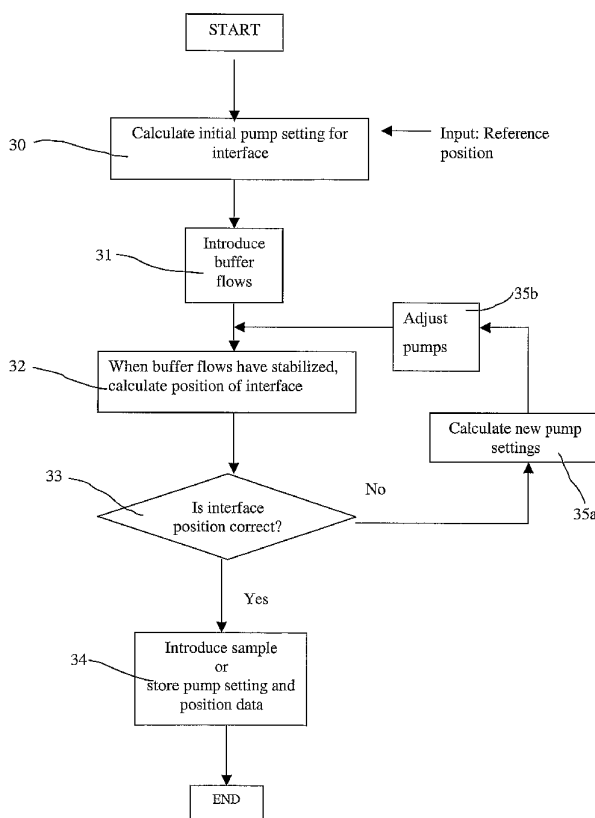 START
Calculate initial pump setting for
interface
Input: Reference
position
30
Introduce
buffer
flows
31
35b
Adjust
pumps
When buffer flows have stabilized,
calculate position of interface
32
Calculate new pump
settings
35a
33
No
Is interface
position correct?
Yes
Introduce sample
or
store pump setting and
position data
34
END